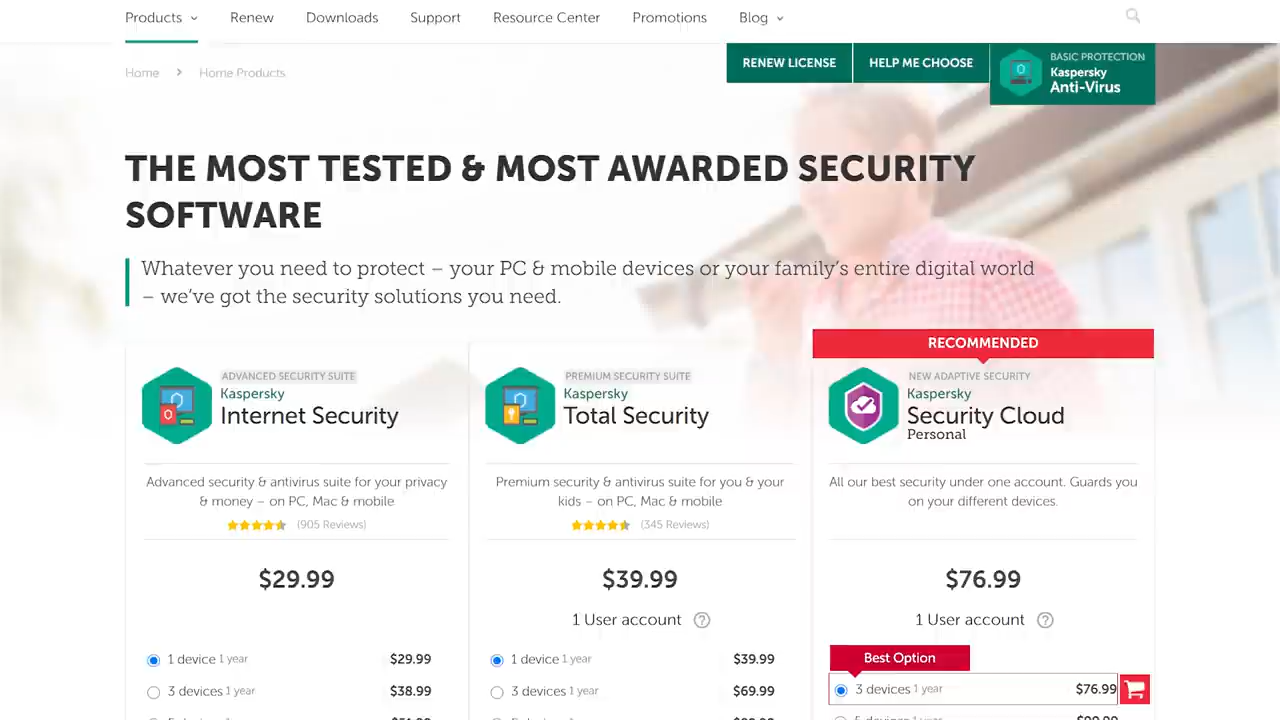 Products Renew Downloads Support Resource Center Promotions Blog
Home Home Products
RENEW LICENSE HELP ME CHOOSE
BASIC PROTECTION
Kaspersky
Anti-Virus
THE MOST TESTED & MOST AWARDED SECURITY
SOFTWARE
Whatever you need to protect – your PC & mobile devices or your family's entire digital world
– we've got the security solutions you need.
ADVANCED SECURITY SUITE
Kaspersky
Internet Security
Advanced security & antivirus suite for your privacy
& money – on PC, Mac & mobile
(905 Reviews)
$29.99
1 device 1 year $29.99
3 devices 1 year $38.99
PREMIUM SECURITY SUITE
Kaspersky
Total Security
Premium security & antivirus suite for you & your
kids – on PC, Mac & mobile
(345 Reviews)
$39.99
1 User account ?
1 device 1 year $39.99
3 devices 1 year $69.99
RECOMMENDED
NEW ADAPTIVE SECURITY
Kaspersky
Security Cloud
Personal
All our best security under one account. Guards you
on your different devices.
$76.99
1 User account ?
Best Option
3 devices 1 year $76.99